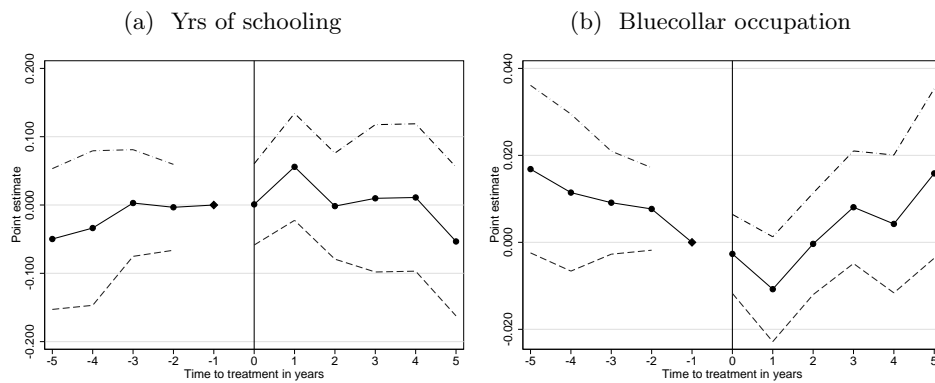 (a) Yrs of schooling
Point estimate
0.200
0.100
0.000
-0.100
-0.200
-5 -4 -3 -2 -1 0 1 2 3 4 5
Time to treatment in years
(b) Bluecollar occupation
Point estimate
0.040
0.020
0.000
-0.020
-5 -4 -3 -2 -1 0 1 2 3 4 5
Time to treatment in years